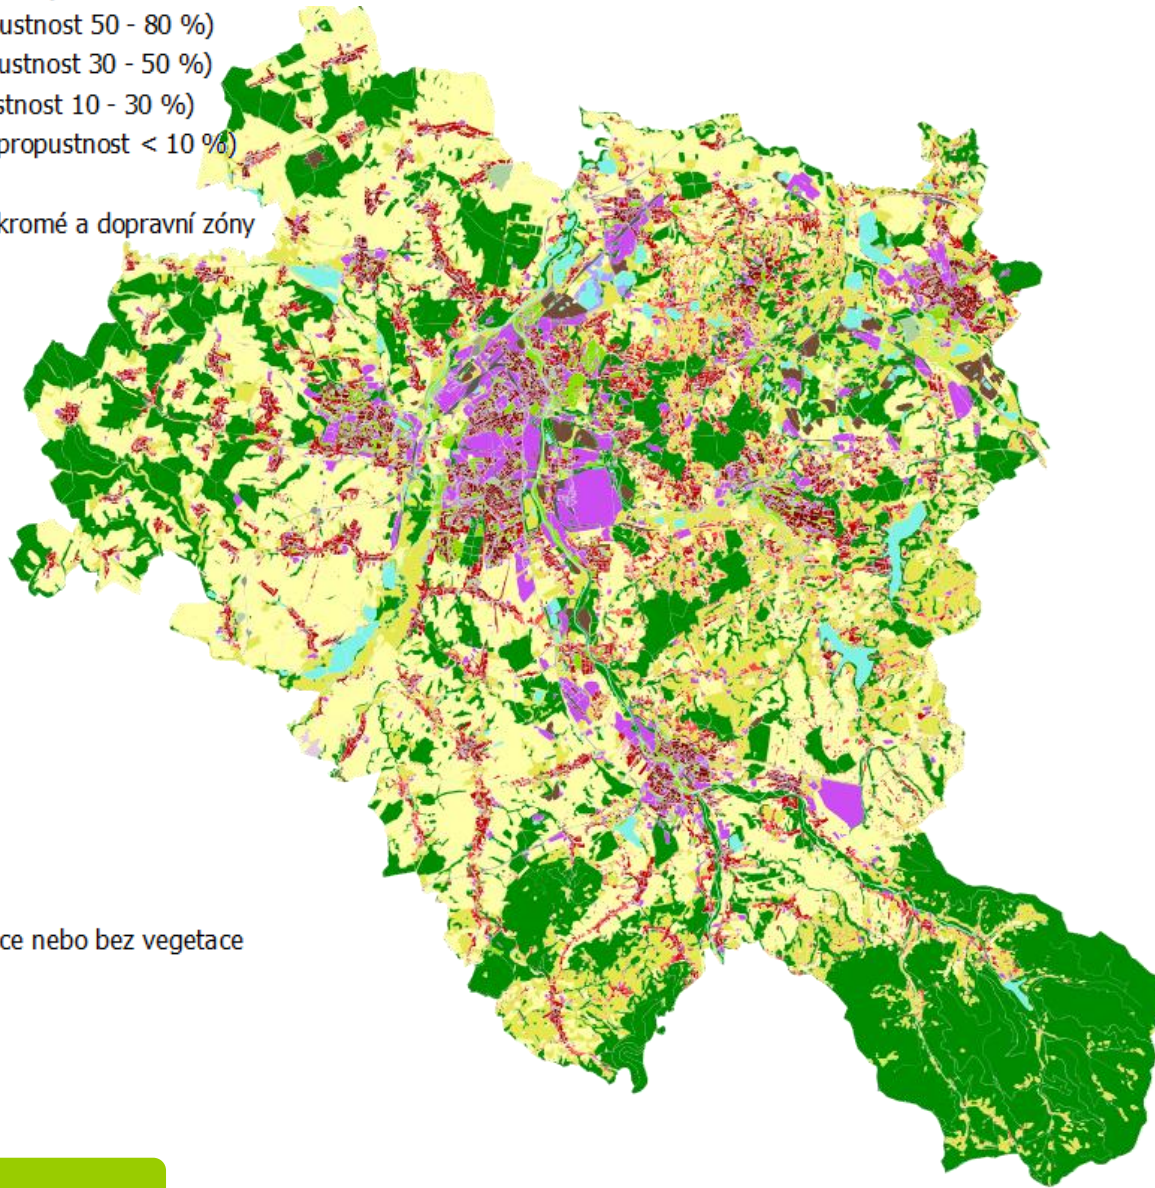 ustnost 50 - 80 %)
ustnost 30 - 50 %)
stnost 10 - 30 %)
propustnost < 10 %)
kromé a dopravní zóny
ce nebo bez vegetace